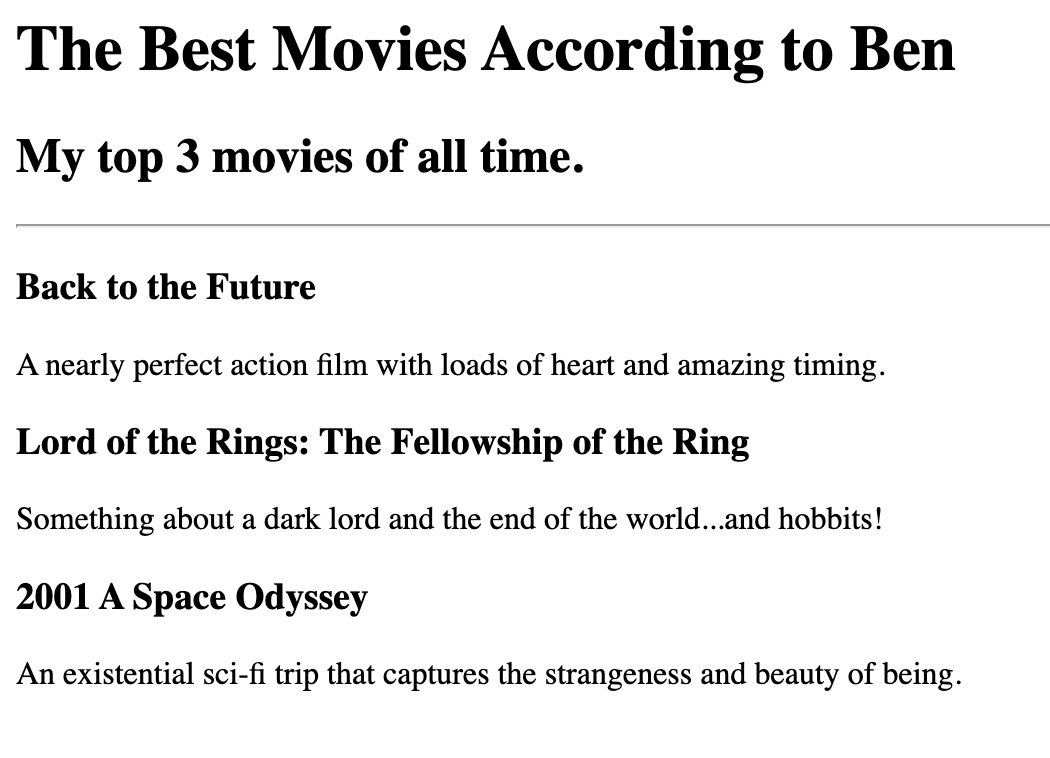 The Best Movies According to Ben
My top 3 movies of all time.
Back to the Future
A nearly perfect action film with loads of heart and amazing timing.
Lord of the Rings: The Fellowship of the Ring
Something about a dark lord and the end of the world...and hobbits!
2001 A Space Odyssey
An existential sci-fi trip that captures the strangeness and beauty of being.